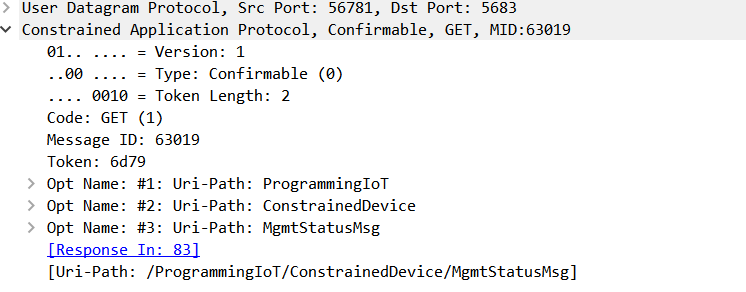 User Datagram Protocol, Src Port: 56781, Dst Port: 5683
Constrained Application Protocol, Confirmable, GET, MID:63019
01.. .... = Version: 1
..00 .... = Type: Confirmable (0)
.... 0010 = Token Length: 2
Code: GET (1)
Message ID: 63019
Token: 6d79
Opt Name: #1: Uri-Path: ProgrammingIoT
Opt Name: #2: Uri-Path: ConstrainedDevice
Opt Name: #3: Uri-Path: MgmtStatusMsg
[Response In: 83]
[Uri-Path: /ProgrammingIoT/ConstrainedDevice/MgmtStatusMsg]